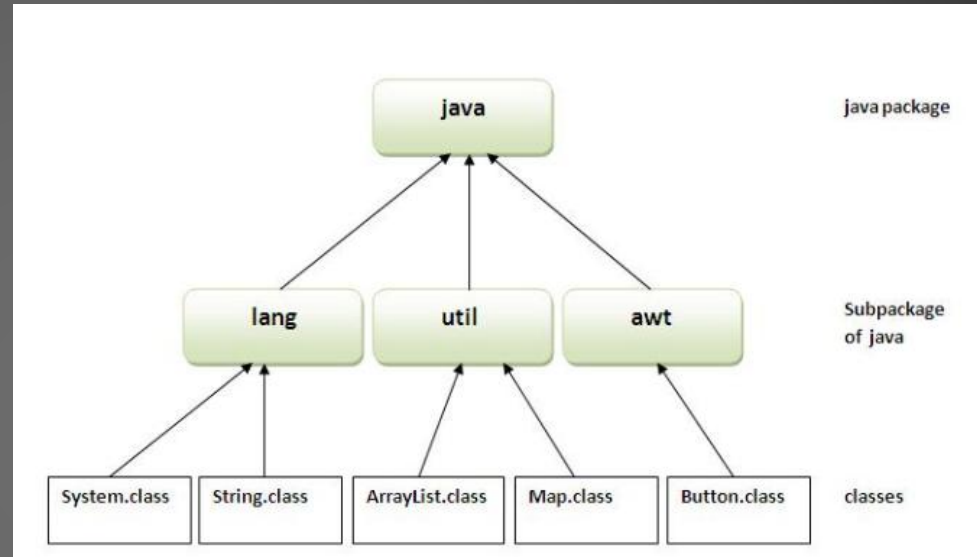 java
java package
lang
util
awt
Subpackage
of java
System.class
String.class
ArrayList.class
Map.class
Button.class
classes